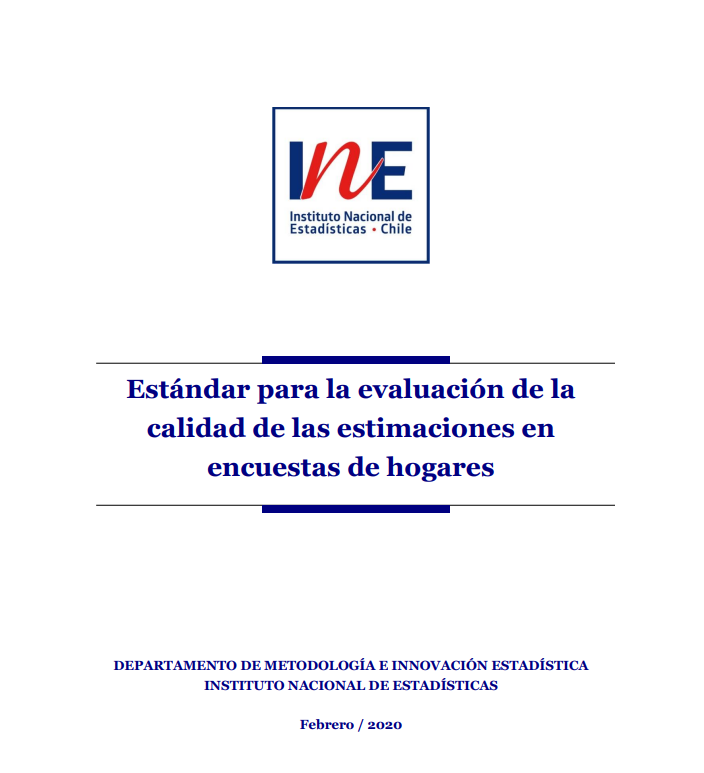 INE
Instituto Nacional de
Estadísticas • Chile
Estándar para la evaluación de la
calidad de las estimaciones en
encuestas de hogares
DEPARTAMENTO DE METODOLOGÍA E INNOVACIÓN ESTADÍSTICA
INSTITUTO NACIONAL DE ESTADÍSTICAS
Febrero / 2020